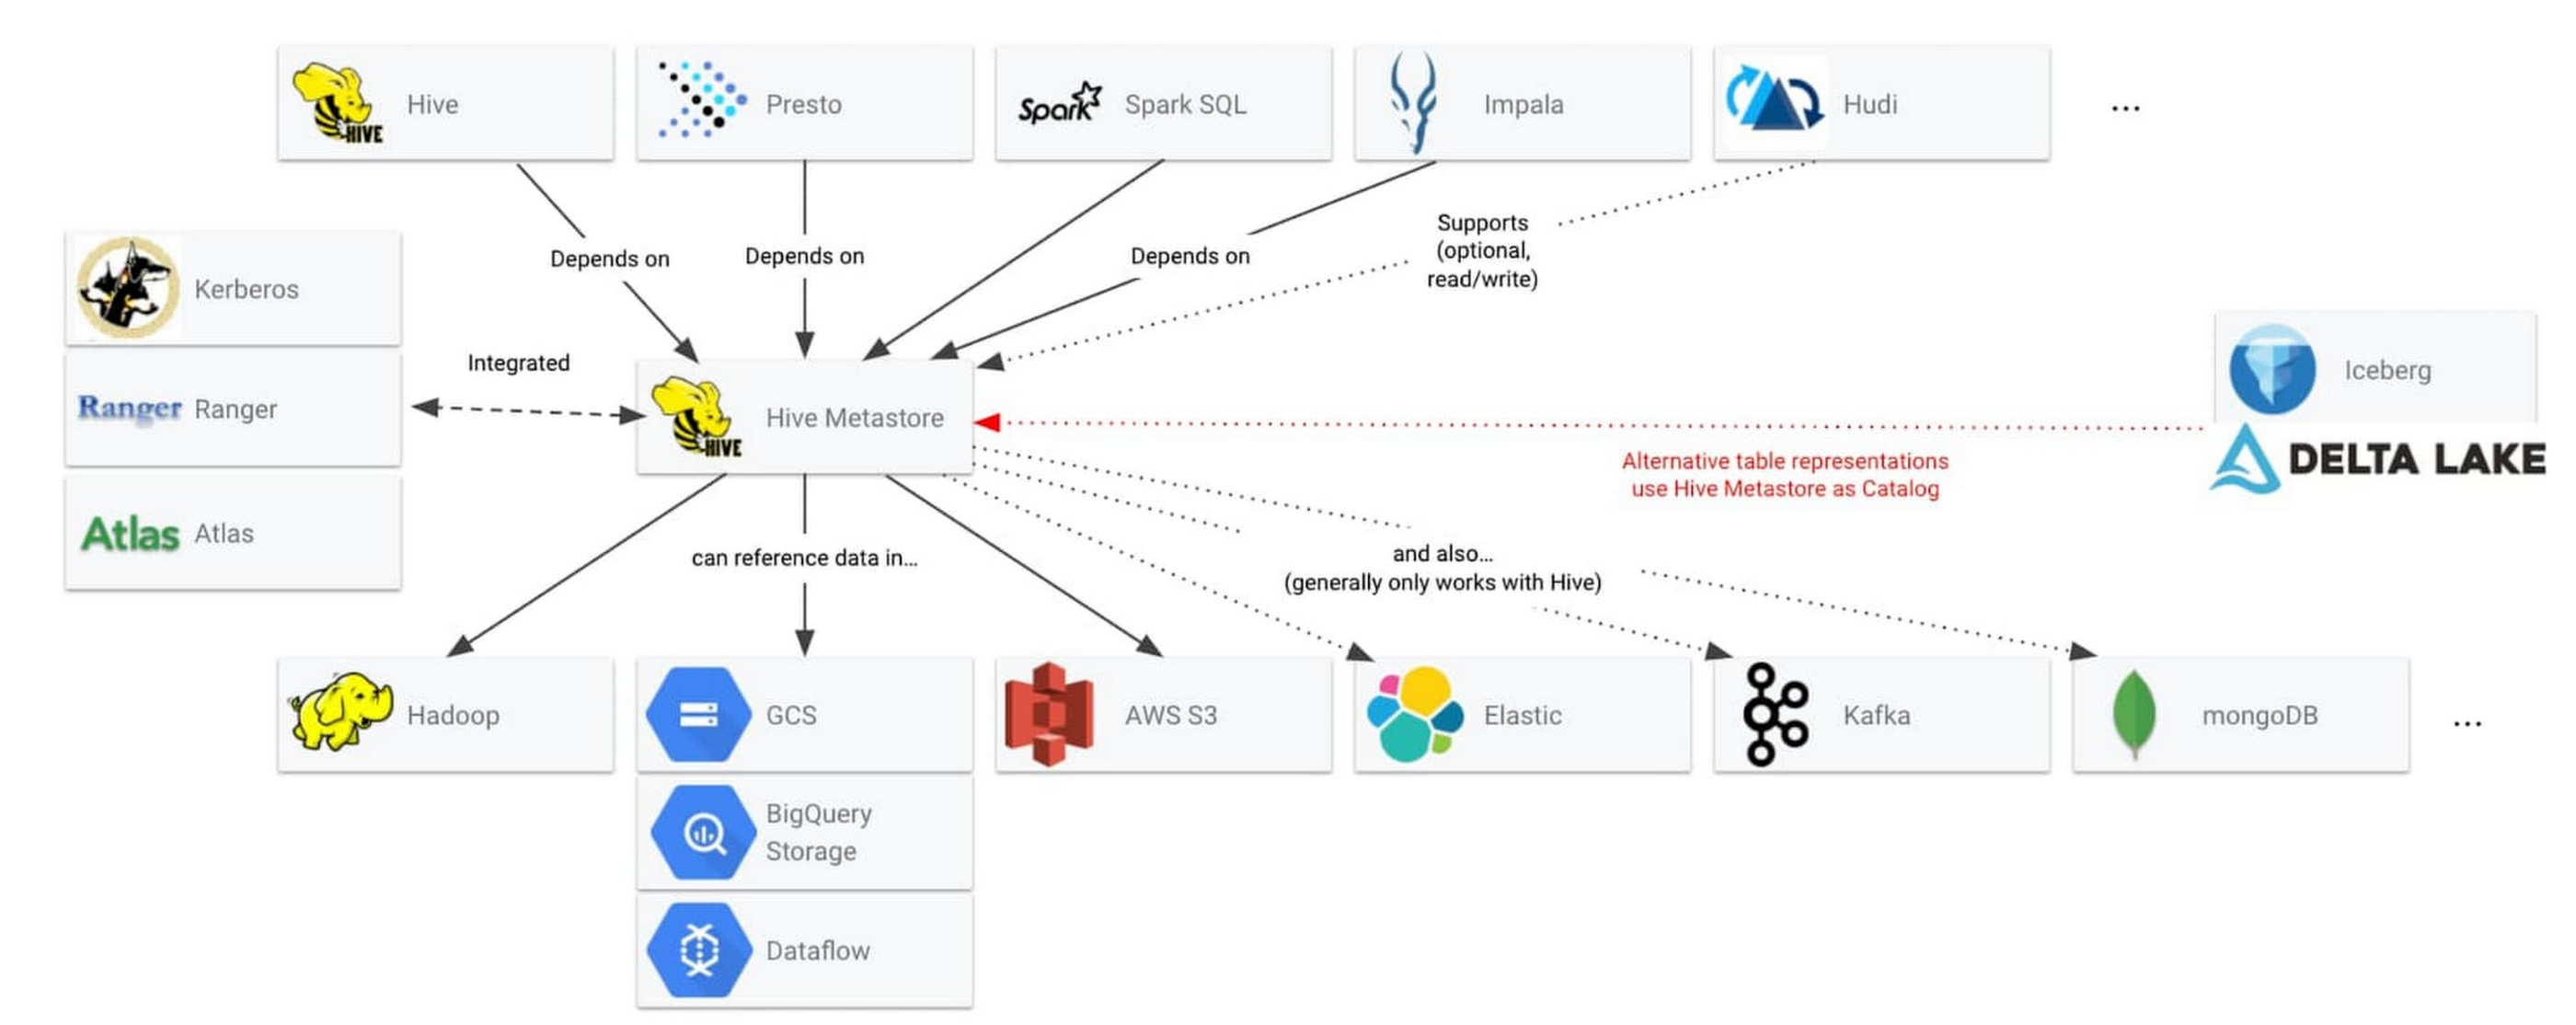 HIVE
Hive
Presto
Spark
Spark SQL
Impala
Hudi
...
Supports
(optional,
read/write)
Depends on
Depends on
Depends on
Kerberos
Integrated
Ranger
Ranger
HIVE
Hive Metastore
Iceberg
DELTA LAKE
Alternative table representations
use Hive Metastore as Catalog
Atlas
Atlas
can reference data in...
and also...
(generally only works with Hive)
Hadoop
GCS
AWS S3
Elastic
Kafka
mongoDB
...
BigQuery
Storage
Dataflow